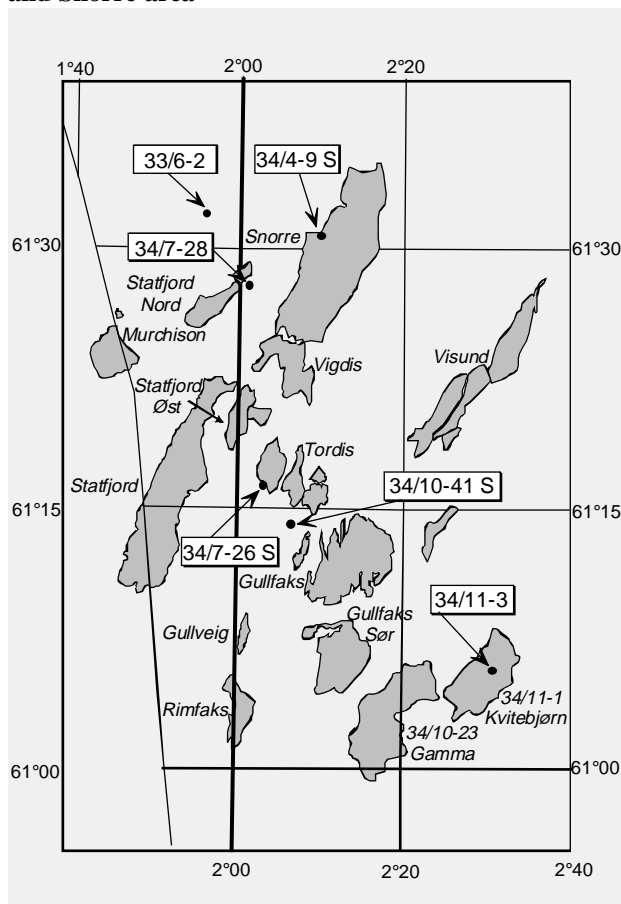 and Snorre area
1°40
2°00
2°20
33/6-2
34/4-9 S
61°30
34/7-28
Snorre
61°30
Statfjord
Nord
Murchison
Vigdis
Visund
Statfjord
Øst
Tordis
Statfjord
34/10-41 S
61°15
61°15
34/7-26 S
Gullfaks
34/11-3
Gullveig
Gullfaks
Sør
Rimfaks
34/11-1
Kvitebjørn
34/10-23
Gamma
61°00
61°00
2°00
2°20
2°40